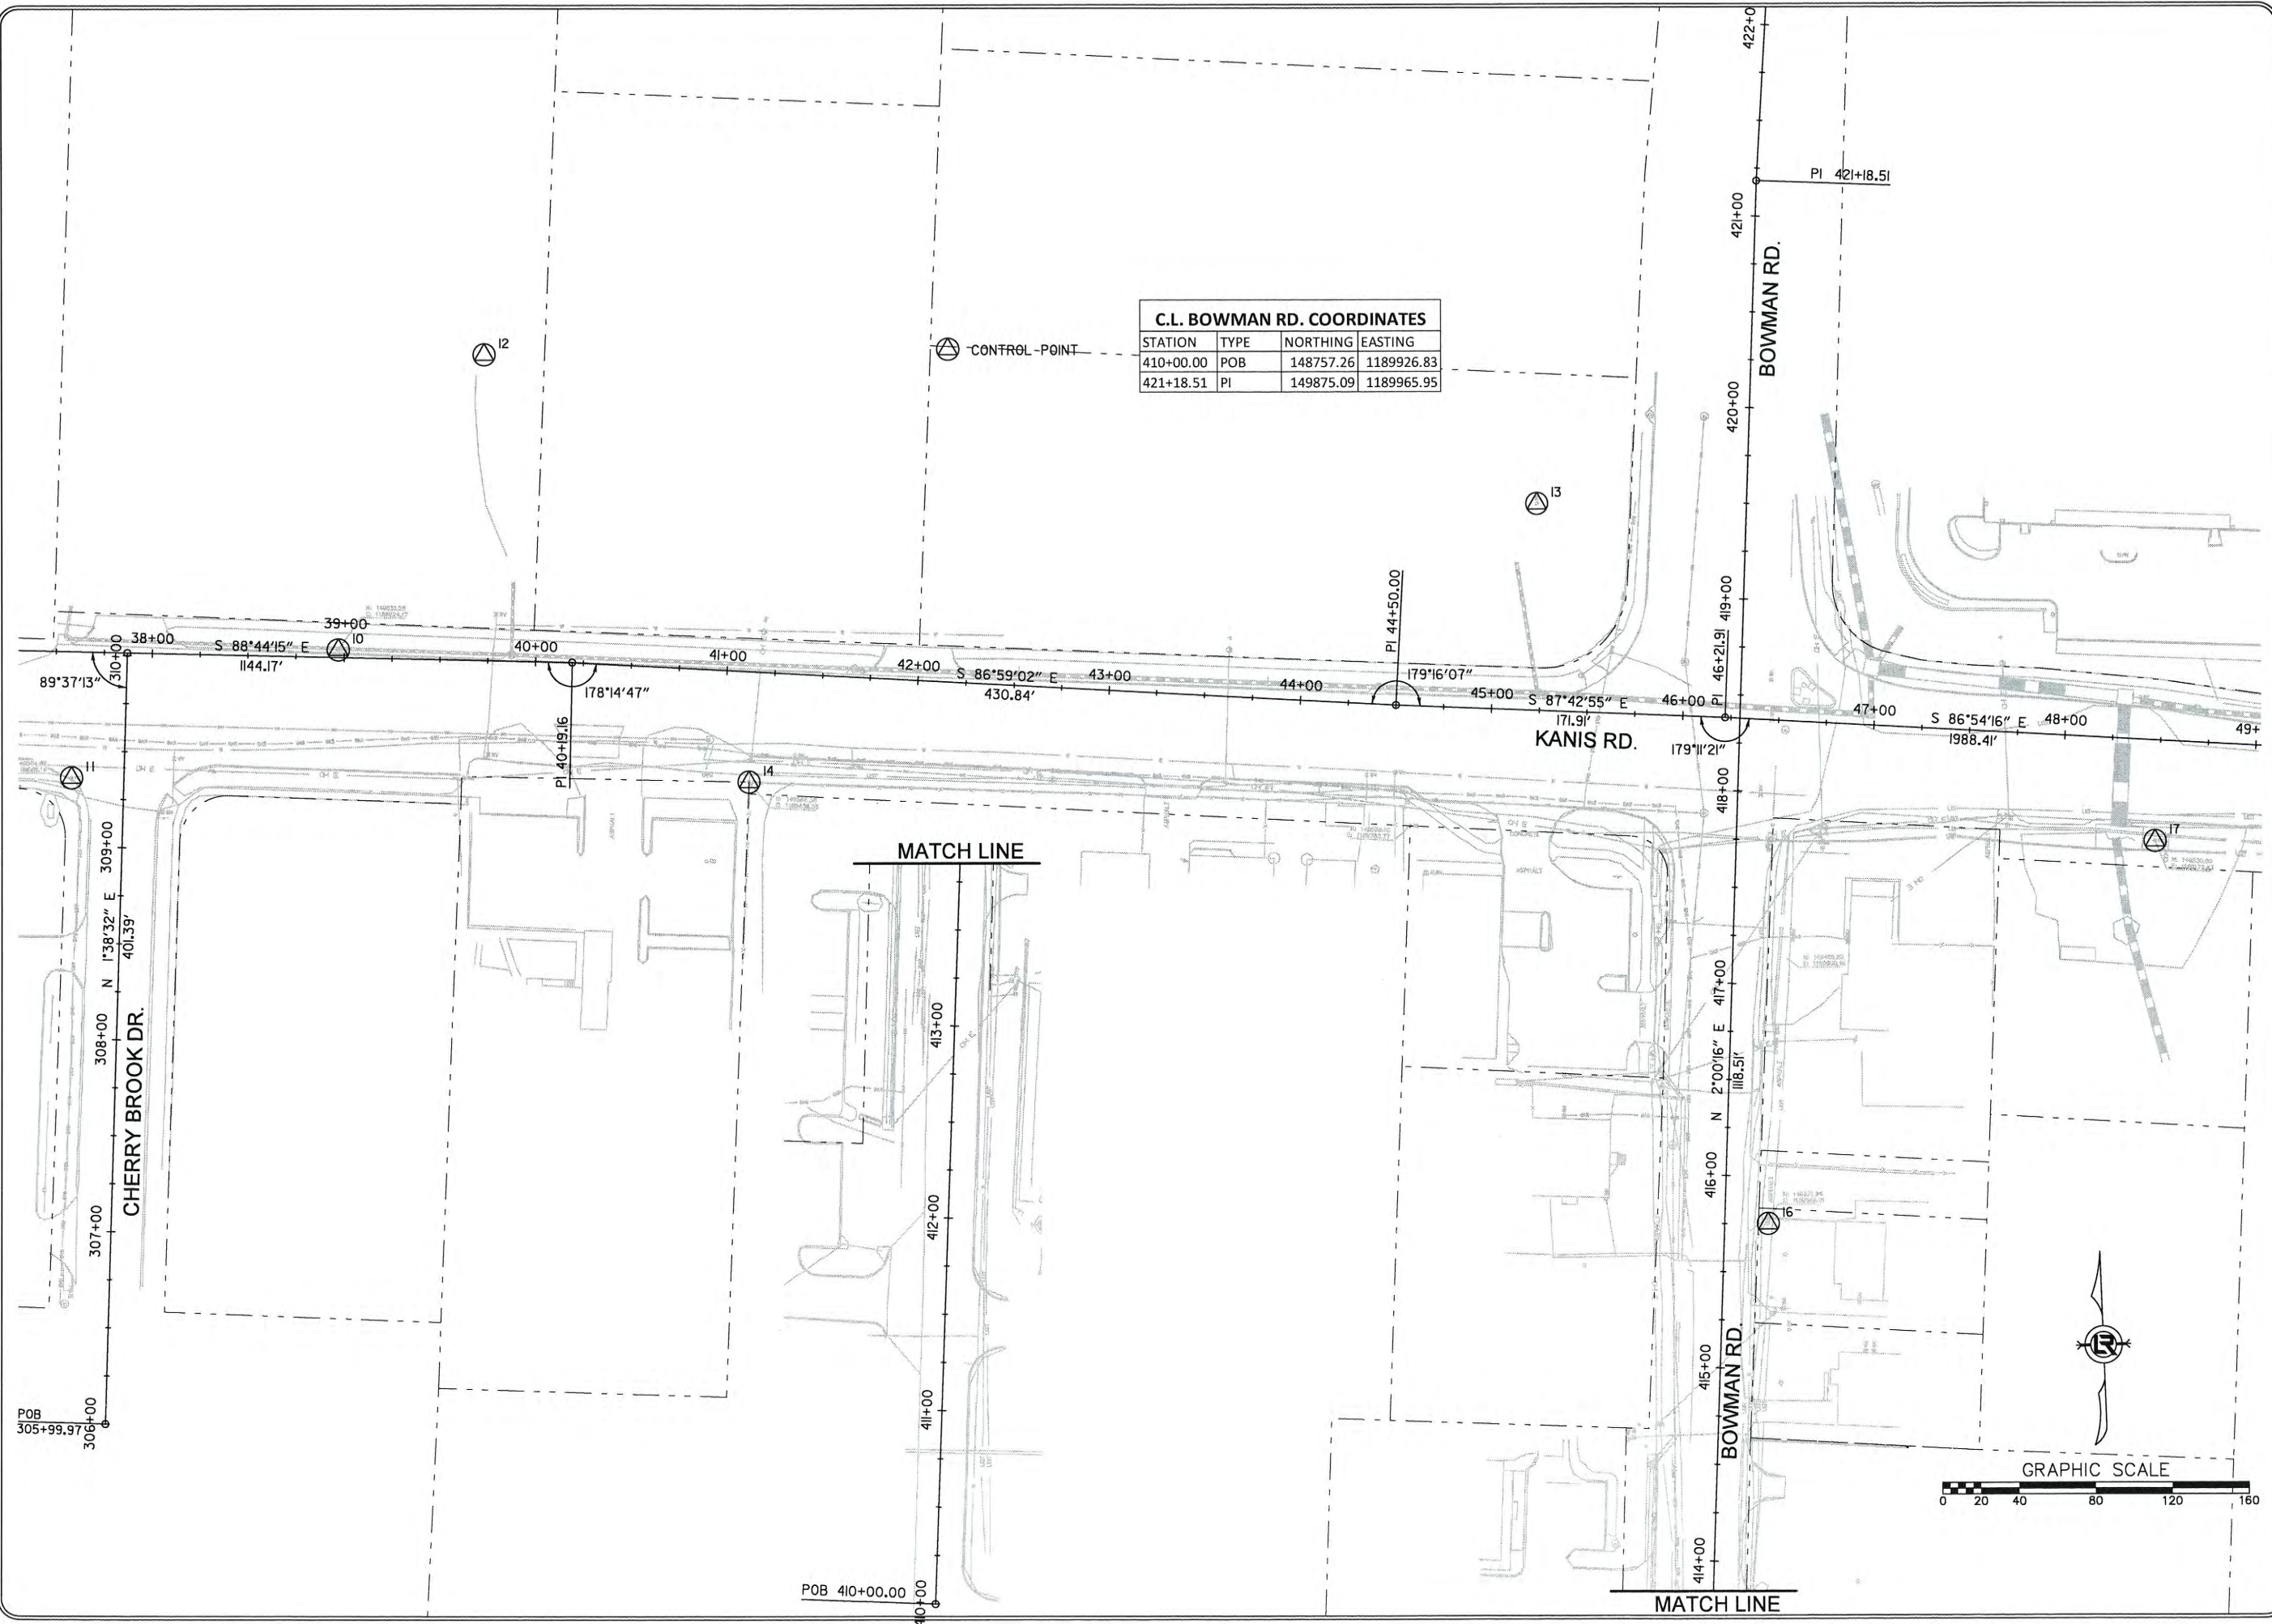 422+0
PI 421+18.51
421+00
BOWMAN RD.
420+00
419+00
12
CONTROL POINT
C.L. BOWMAN RD. COORDINATES
STATION TYPE NORTHING EASTING
410+00.00 POB 148757.26 1189926.83
421+18.51 PI 149875.09 1189965.95
13
38+00
39+00
10
40+00
41+00
42+00
43+00
44+00
45+00
46+00
47+00
48+00
49+
S 88°44'15" E
1144.17'
S 86°59'02" E
430.84'
S 87°42'55" E
171.91'
S 86°54'16" E
1988.41'
310+00
89°37'13"
PI 40+19.16
178°14'47"
PI 44+50.00
179°16'07"
PI 46+21.91
179°11'21"
KANIS RD.
11
14
17
418+00
309+00
N 1°38'32" E
401.39'
308+00
CHERRY BROOK DR.
307+00
306+00
POB
305+99.97
MATCH LINE
413+00
412+00
411+00
410+00
POB 410+00.00
ASPHALT
ASPHALT
417+00
N 2°00'16" E
1118.51'
416+00
16
415+00
BOWMAN RD.
414+00
MATCH LINE
GRAPHIC SCALE
0 20 40 80 120 160